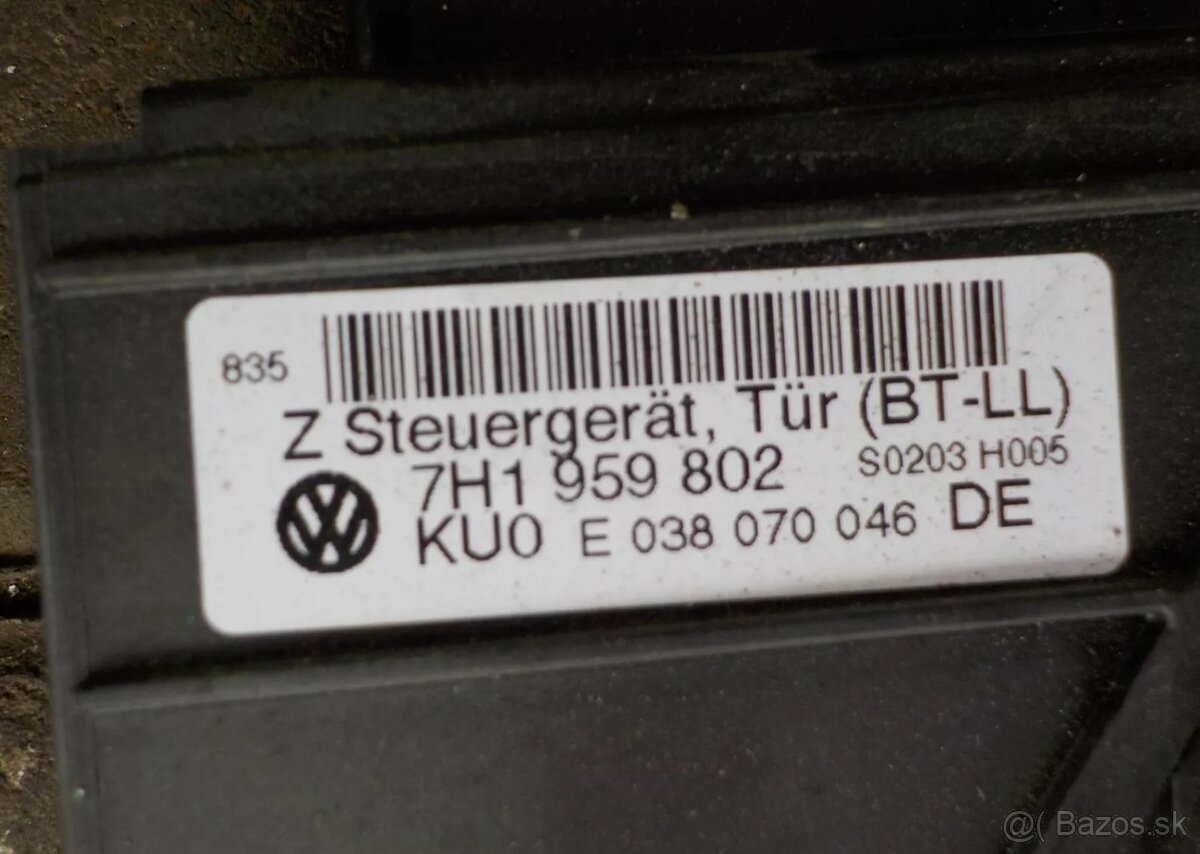 835
Z Steuergerät, Tür (BT-LL)
7H1 959 802 S0203 H005
KU0 E 038 070 046 DE
@( Bazos.sk